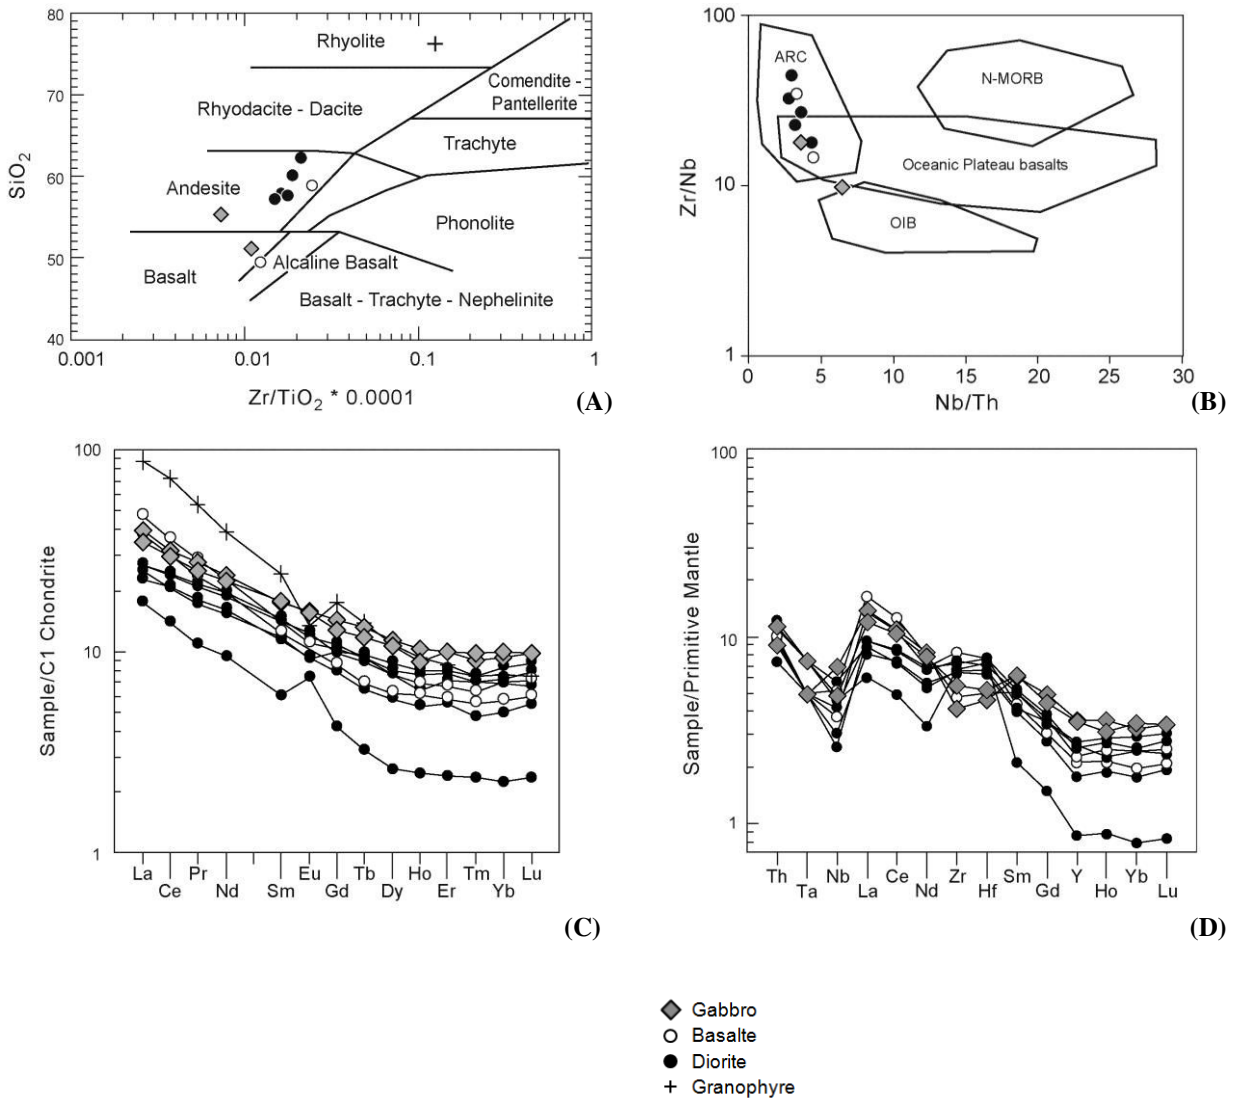 80
70
60
50
40
SiO2
Rhyolite
Comendite -
Pantellerite
Rhyodacite - Dacite
Trachyte
Andesite
Phonolite
Basalt
Alcaline Basalt
Basalt - Trachyte - Nephelinite
0.001
0.01
0.1
1
Zr/TiO2 * 0.0001
(A)
100
10
1
Zr/Nb
ARC
N-MORB
Oceanic Plateau basalts
OIB
0
5
10
15
20
25
30
Nb/Th
(B)
100
10
1
Sample/C1 Chondrite
La Pr Eu Tb Ho Tm Lu
Ce Nd Sm Gd Dy Er Yb
(C)
100
10
1
Sample/Primitive Mantle
Th Nb Ce Zr Sm Y Yb
Ta La Nd Hf Gd Ho Lu
(D)
Gabbro
Basalte
Diorite
Granophyre